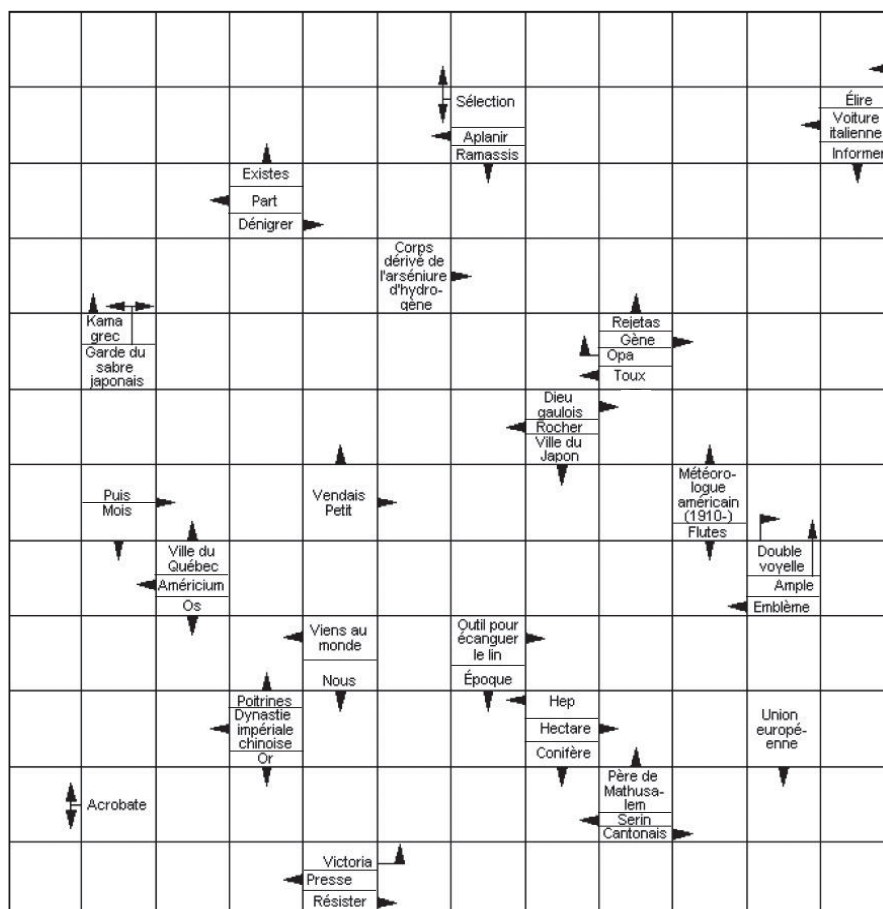 Sélection
Aplanir
Ramassis
Élire
Voiture
italienne
Informer
Existes
Part
Dénigrer
Corps
dérivé de
l'arséniure
d'hydro-
gène
Kama
grec
Garde du
sabre
japonais
Rejetas
Gène
Opa
Toux
Dieu
gaulois
Rocher
Ville du
Japon
Puis
Mois
Vendais
Petit
Météoro-
logue
américain
(1910-)
Flutes
Ville du
Québec
Américium
Os
Double
voyelle
Ample
Emblème
Viens au
monde
Nous
Outil pour
écanguer
le lin
Époque
Poitrines
Dynastie
impériale
chinoise
Or
Hep
Hectare
Conifère
Union
europé-
enne
Acrobate
Père de
Mathusa-
lem
Serin
Cantonais
Victoria
Presse
Résister